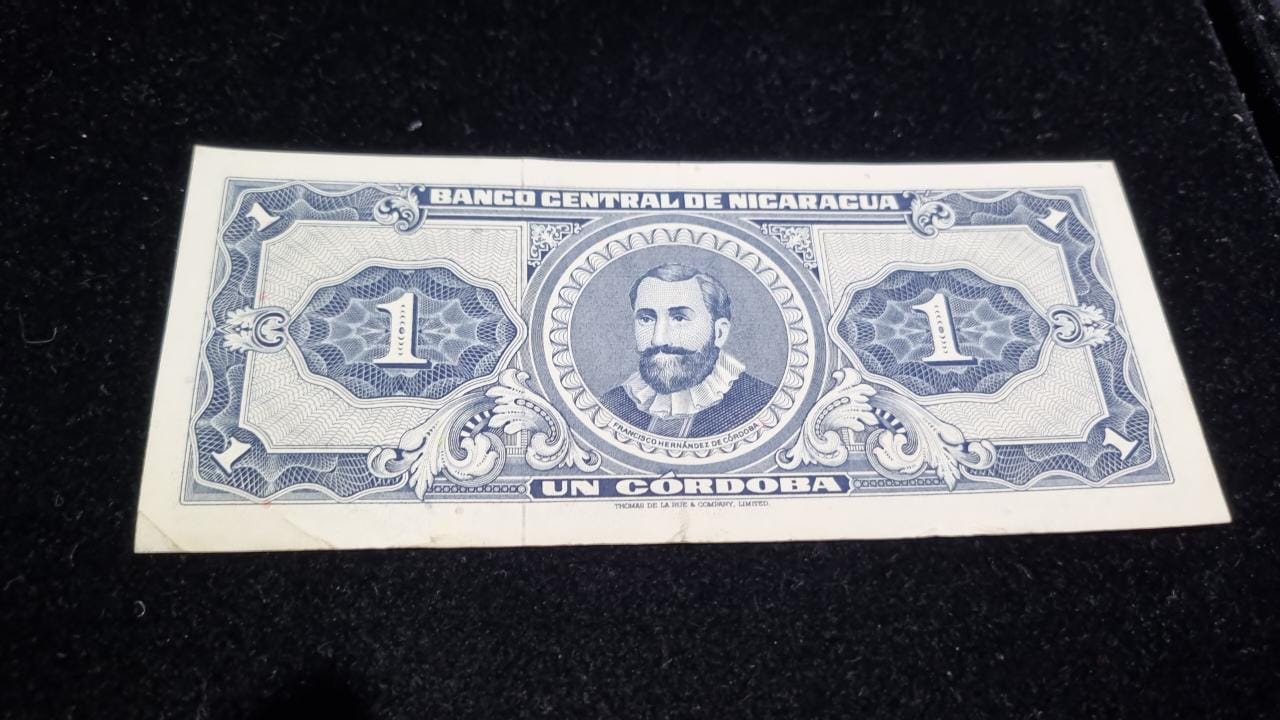 BANCO CENTRAL DE NICARAGUA
1 1
1 1
FRANCISCO HERNÁNDEZ DE CÓRDOBA
1 1
UN CÓRDOBA
THOMAS DE LA RUE & COMPANY, LIMITED.